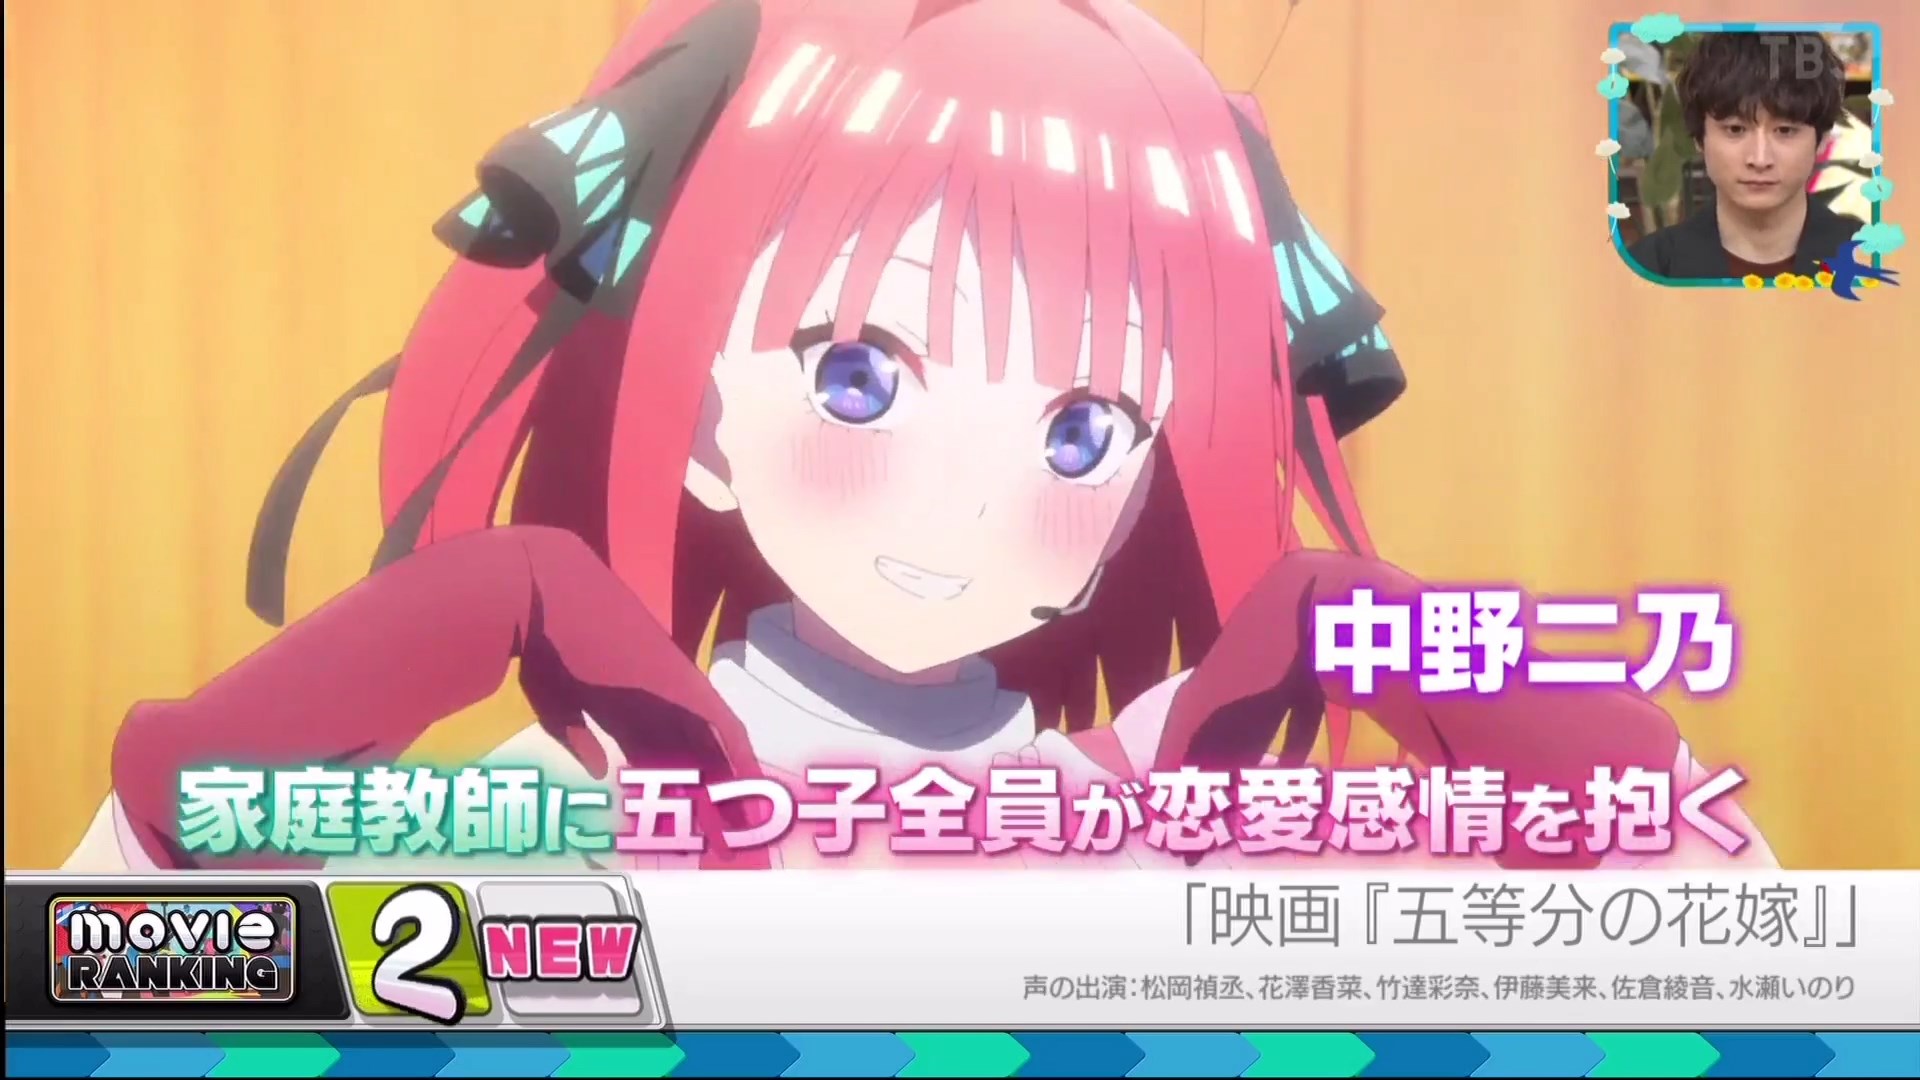 TBS
中野二乃
家庭教師に五つ子全員が恋愛感情を抱く
movie
RANKING
2
NEW
「映画『五等分の花嫁』」
声の出演:松岡禎丞、花澤香菜、竹達彩奈、伊藤美来、佐倉綾音、水瀬いのり